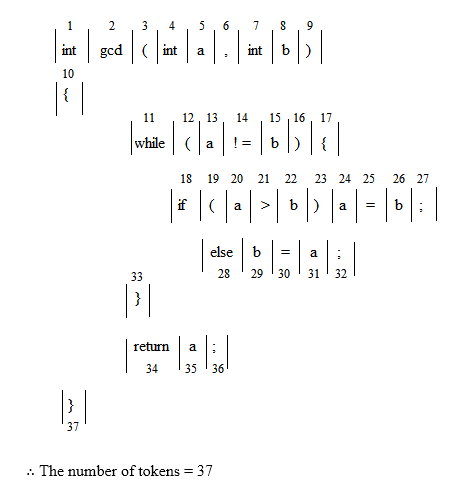 1 2 3 4 5 6 7 8 9
int gcd ( int a , int b )
10
{
11 12 13 14 15 16 17
while ( a != b ) {
18 19 20 21 22 23 24 25 26 27
if ( a > b ) a = b ;
else b = a ;
28 29 30 31 32
33
}
return a ;
34 35 36
}
37
∴ The number of tokens = 37